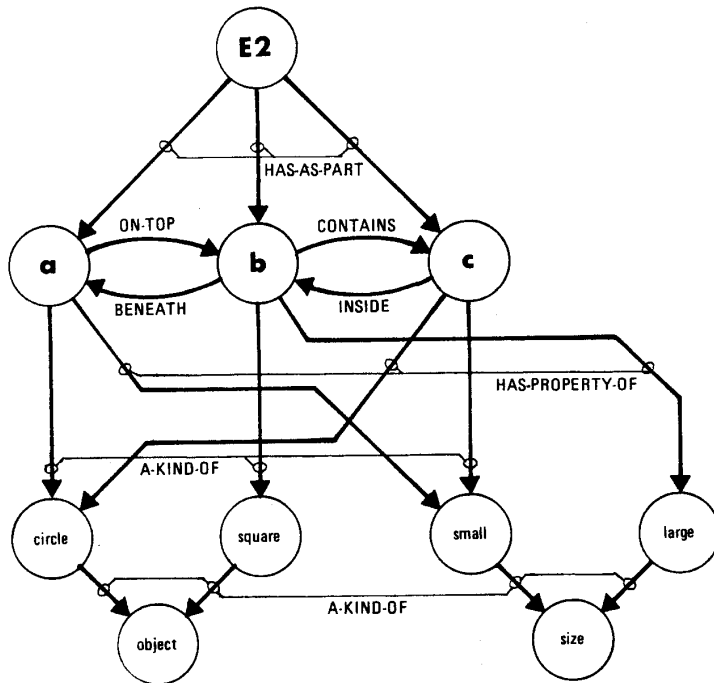 E2
HAS-AS-PART
ON-TOP
CONTAINS
a
b
c
BENEATH
INSIDE
HAS-PROPERTY-OF
A-KIND-OF
circle
square
small
large
A-KIND-OF
object
size